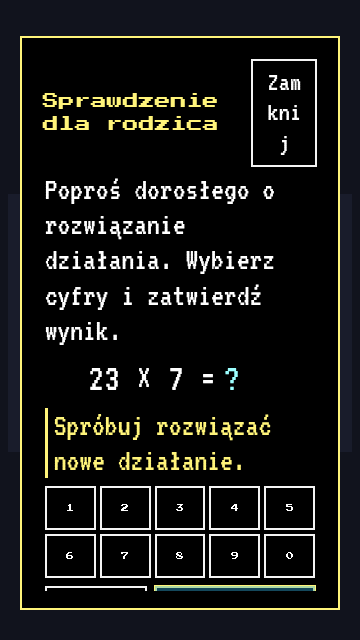 Sprawdzenie
dla rodzica
Zam
kni
j
Poproś dorosłego o
rozwiązanie
działania. Wybierz
cyfry i zatwierdź
wynik.
23 X 7 = ?
Spróbuj rozwiązać
nowe działanie.
1 2 3 4 5
6 7 8 9 0